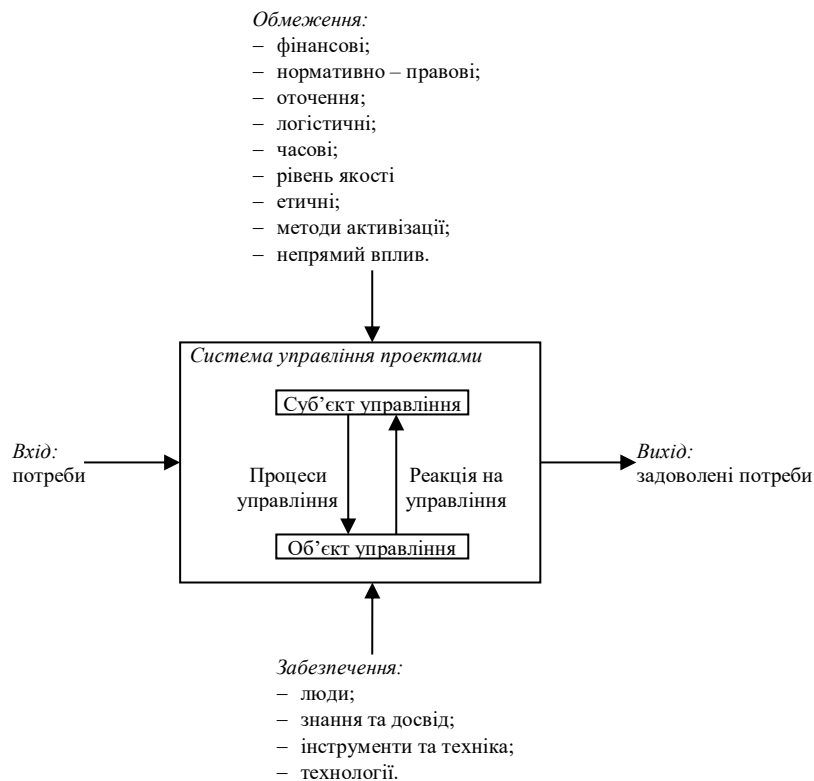 Обмеження:
– фінансові;
– нормативно – правові;
– оточення;
– логістичні;
– часові;
– рівень якості
– етичні;
– методи активізації;
– непрямий вплив.
Система управління проектами
Суб’єкт управління
Вхід:
потреби
Процеси
управління
Реакція на
управління
Вихід:
задоволені потреби
Об’єкт управління
Забезпечення:
– люди;
– знання та досвід;
– інструменти та техніка;
– технології.